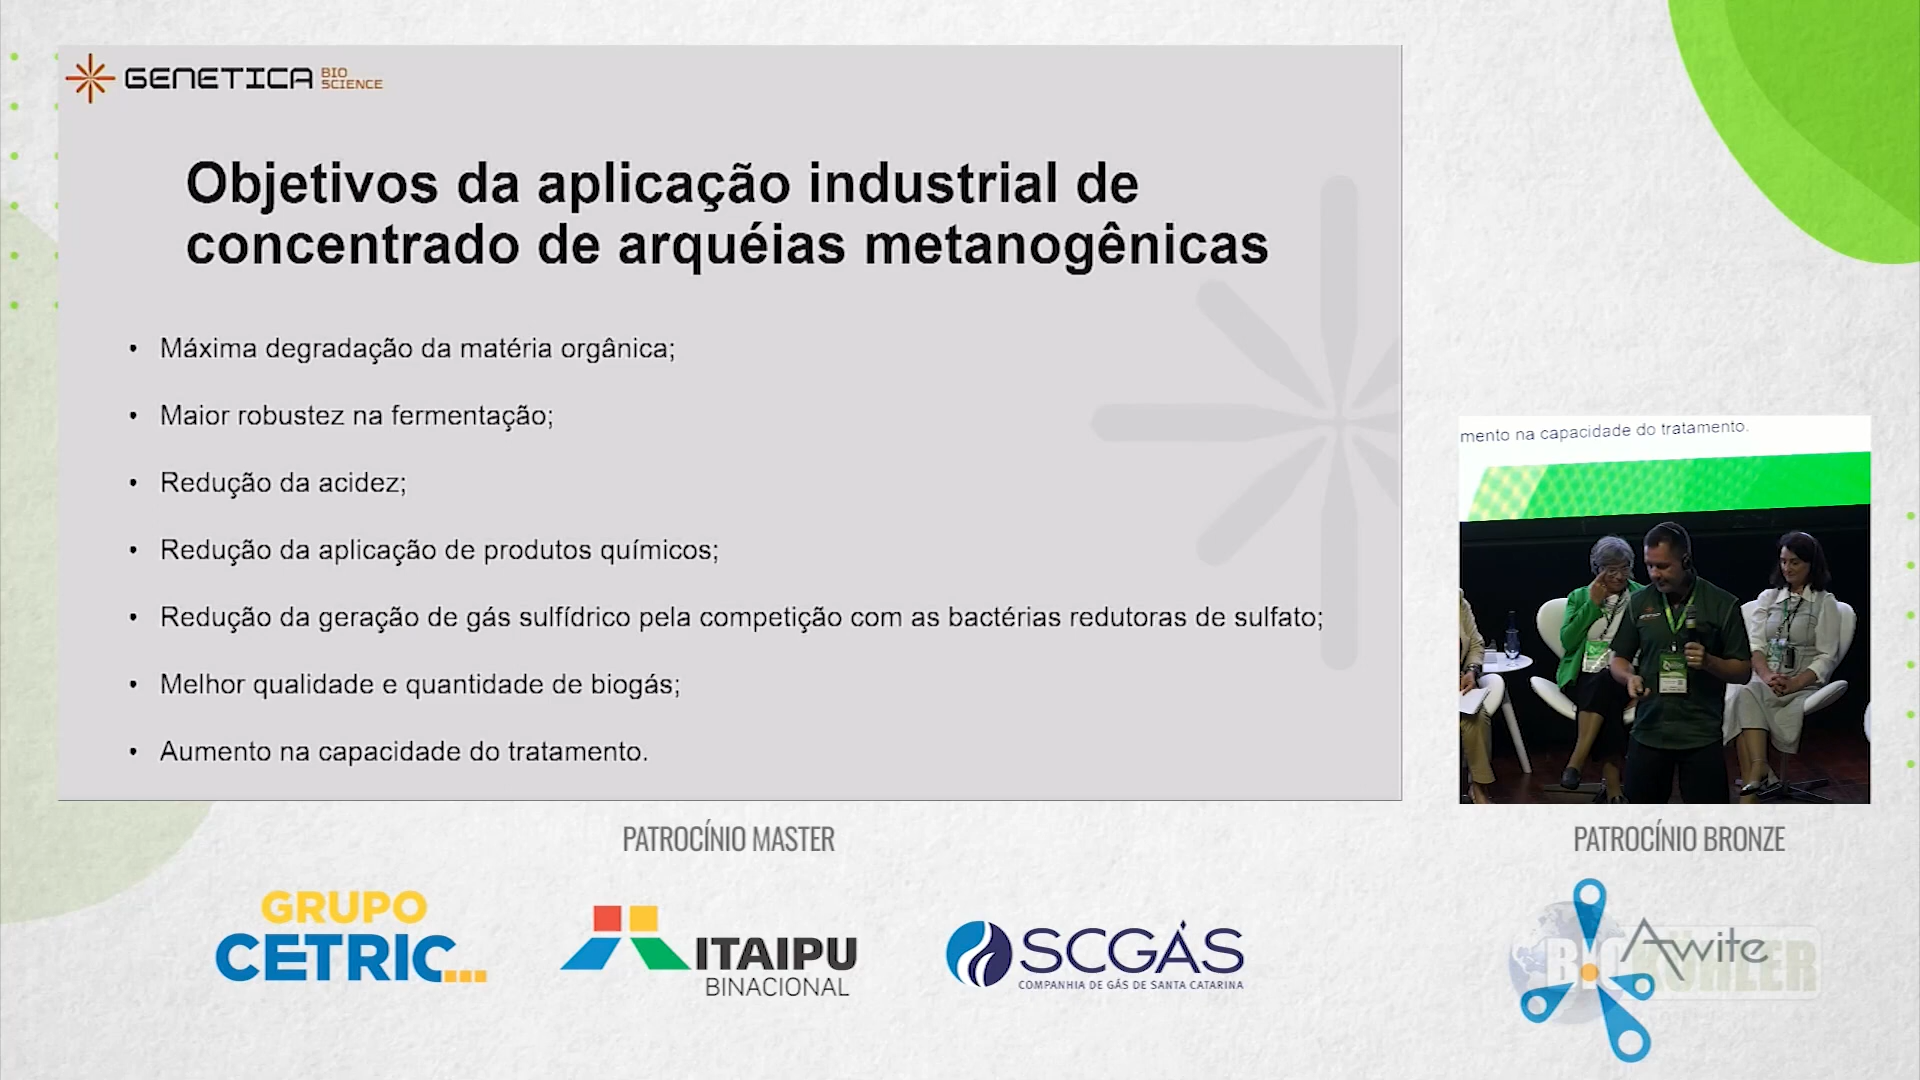 GENETICA BIO SCIENCE
Objetivos da aplicação industrial de
concentrado de arquéias metanogênicas
• Máxima degradação da matéria orgânica;
• Maior robustez na fermentação;
• Redução da acidez;
• Redução da aplicação de produtos químicos;
• Redução da geração de gás sulfídrico pela competição com as bactérias redutoras de sulfato;
• Melhor qualidade e quantidade de biogás;
• Aumento na capacidade do tratamento.
mento na capacidade do tratamento.
PATROCÍNIO MASTER
PATROCÍNIO BRONZE
GRUPO
CETRIC...
ITAIPU
BINACIONAL
SCGÁS
COMPANHIA DE GÁS DE SANTA CATARINA
Awite